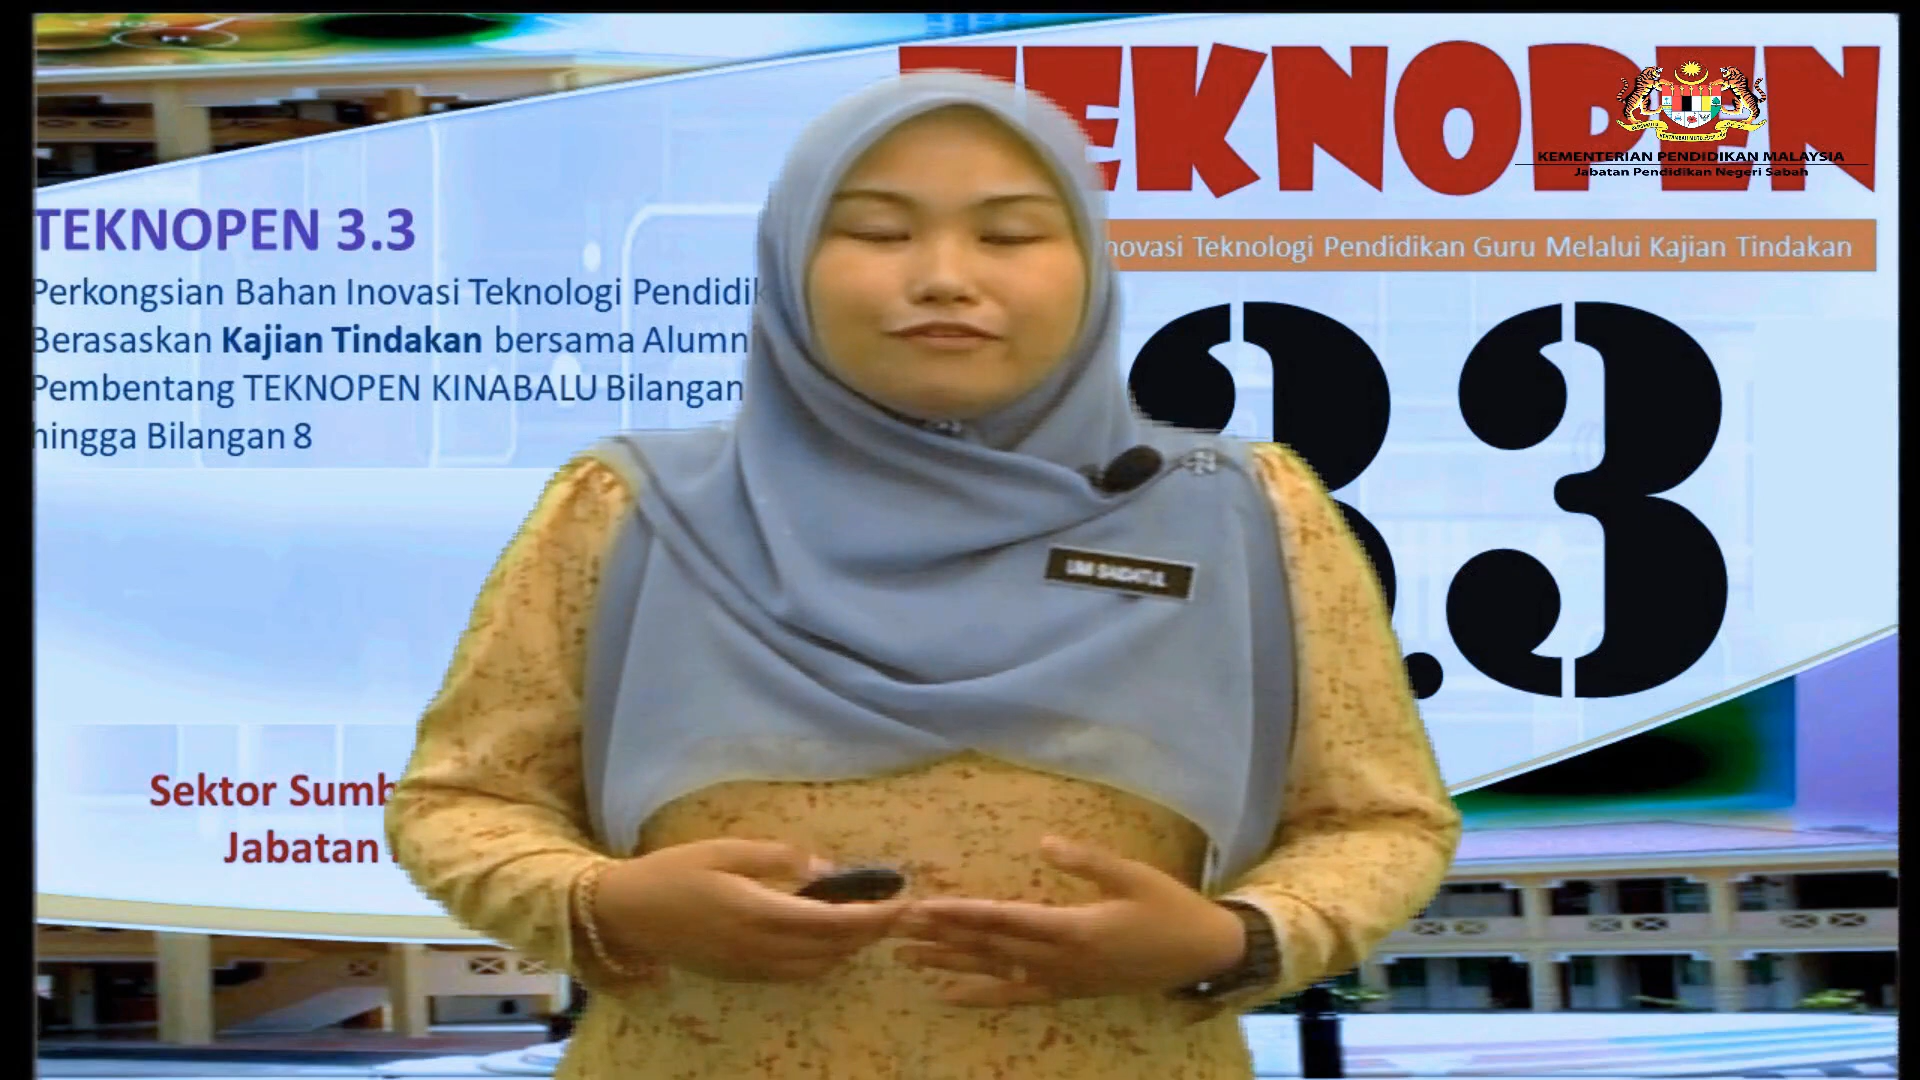 TEKNOPEN
KEMENTERIAN PENDIDIKAN MALAYSIA
Jabatan Pendidikan Negeri Sabah
novasi Teknologi Pendidikan Guru Melalui Kajian Tindakan
3.3
TEKNOPEN 3.3
Perkongsian Bahan Inovasi Teknologi Pendidik
Berasaskan Kajian Tindakan bersama Alumn
Pembentang TEKNOPEN KINABALU Bilangan
hingga Bilangan 8
Sektor Sumb
Jabatan
UMI